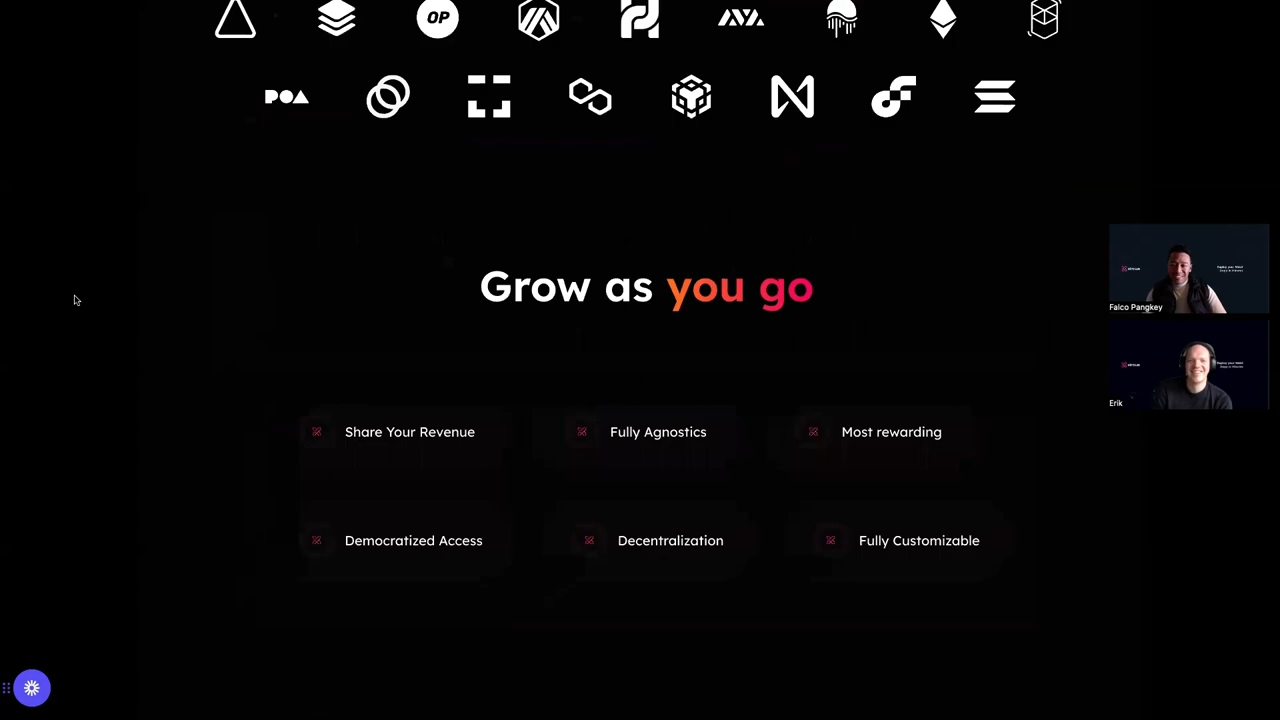 OP
POA
Grow as you go
Share Your Revenue
Fully Agnostics
Most rewarding
Democratized Access
Decentralization
Fully Customizable
Falco Pangkey
Erik